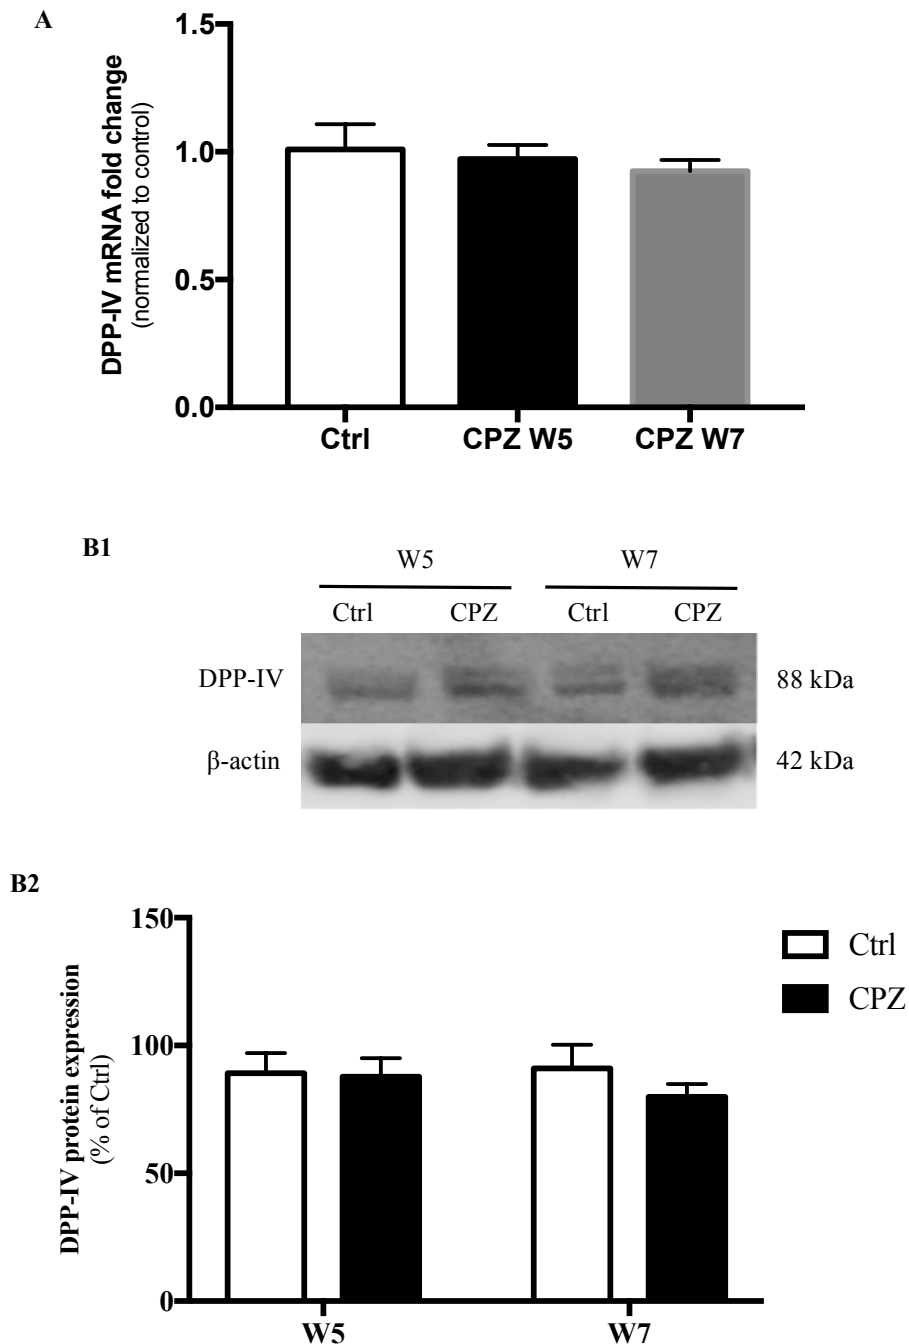 A
DPP-IV mRNA fold change
(normalized to control)
1.5
1.0
0.5
0.0
Ctrl CPZ W5 CPZ W7
B1
W5 W7
Ctrl CPZ Ctrl CPZ
DPP-IV 88 kDa
β-actin 42 kDa
B2
DPP-IV protein expression
(% of Ctrl)
150
100
50
0
W5 W7
Ctrl
CPZ